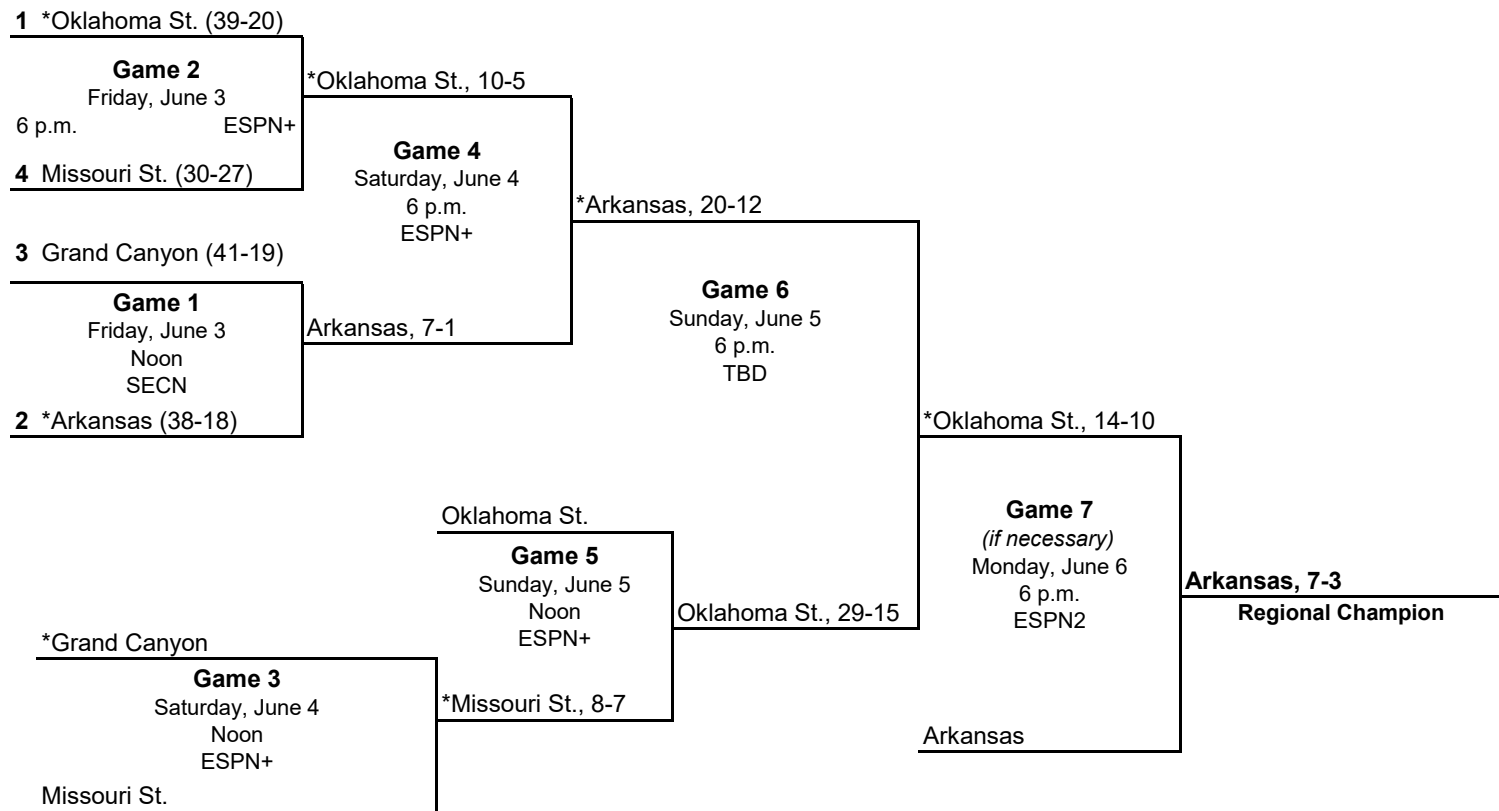 1 *Oklahoma St. (39-20)
Game 2
Friday, June 3
6 p.m. ESPN+
4 Missouri St. (30-27)
*Oklahoma St., 10-5
Game 4
Saturday, June 4
6 p.m.
ESPN+
3 Grand Canyon (41-19)
Game 1
Friday, June 3
Noon
SECN
2 *Arkansas (38-18)
Arkansas, 7-1
*Arkansas, 20-12
Game 6
Sunday, June 5
6 p.m.
TBD
Oklahoma St.
Game 5
Sunday, June 5
Noon
ESPN+
*Grand Canyon
Game 3
Saturday, June 4
Noon
ESPN+
Missouri St.
*Missouri St., 8-7
Oklahoma St., 29-15
*Oklahoma St., 14-10
Game 7
(if necessary)
Monday, June 6
6 p.m.
ESPN2
Arkansas
Arkansas, 7-3
Regional Champion